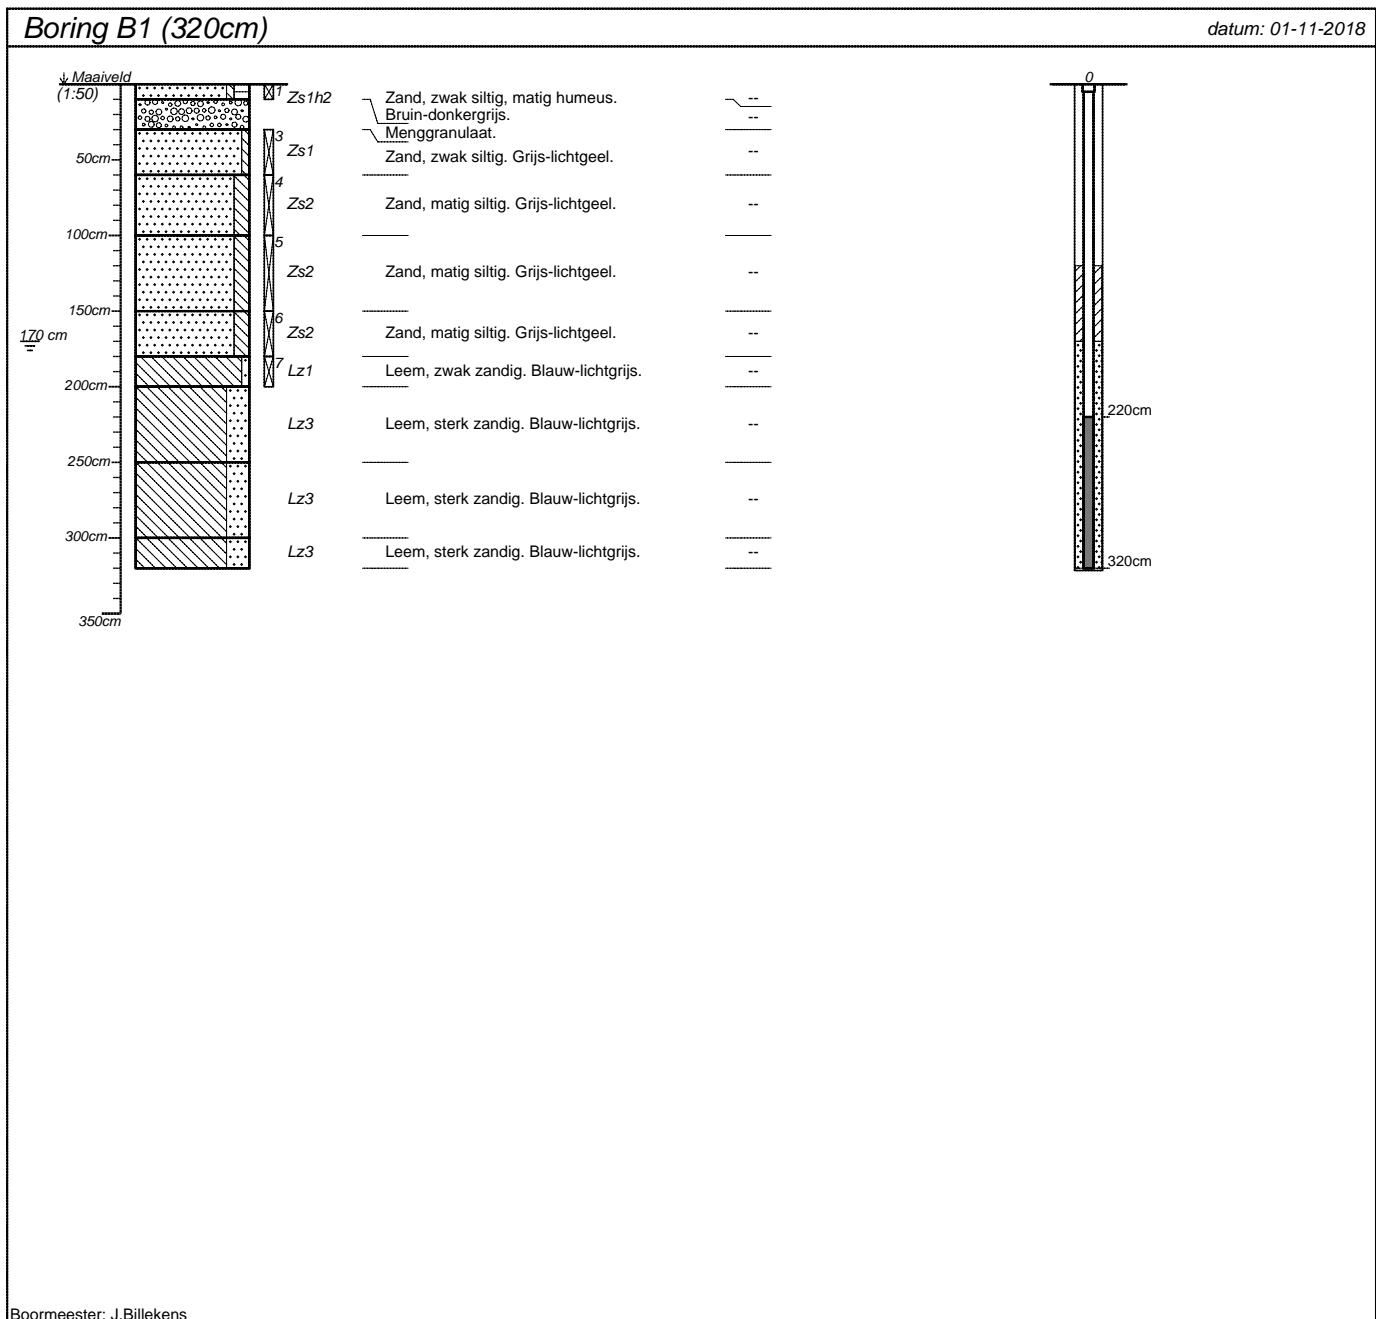 Boring B1 (320cm)
datum: 01-11-2018
Maaiveld
(1:50)
0
1
Zs1h2
Zand, zwak siltig, matig humeus.
--
Bruin-donkergrijs.
--
Menggranulaat.
3
Zs1
Zand, zwak siltig. Grijs-lichtgeel.
--
50cm
4
Zs2
Zand, matig siltig. Grijs-lichtgeel.
--
100cm
5
Zs2
Zand, matig siltig. Grijs-lichtgeel.
--
150cm
6
Zs2
Zand, matig siltig. Grijs-lichtgeel.
--
170 cm
7
Lz1
Leem, zwak zandig. Blauw-lichtgrijs.
--
200cm
220cm
Lz3
Leem, sterk zandig. Blauw-lichtgrijs.
--
250cm
Lz3
Leem, sterk zandig. Blauw-lichtgrijs.
--
300cm
Lz3
Leem, sterk zandig. Blauw-lichtgrijs.
--
320cm
350cm
Boormeester: J.Billekens